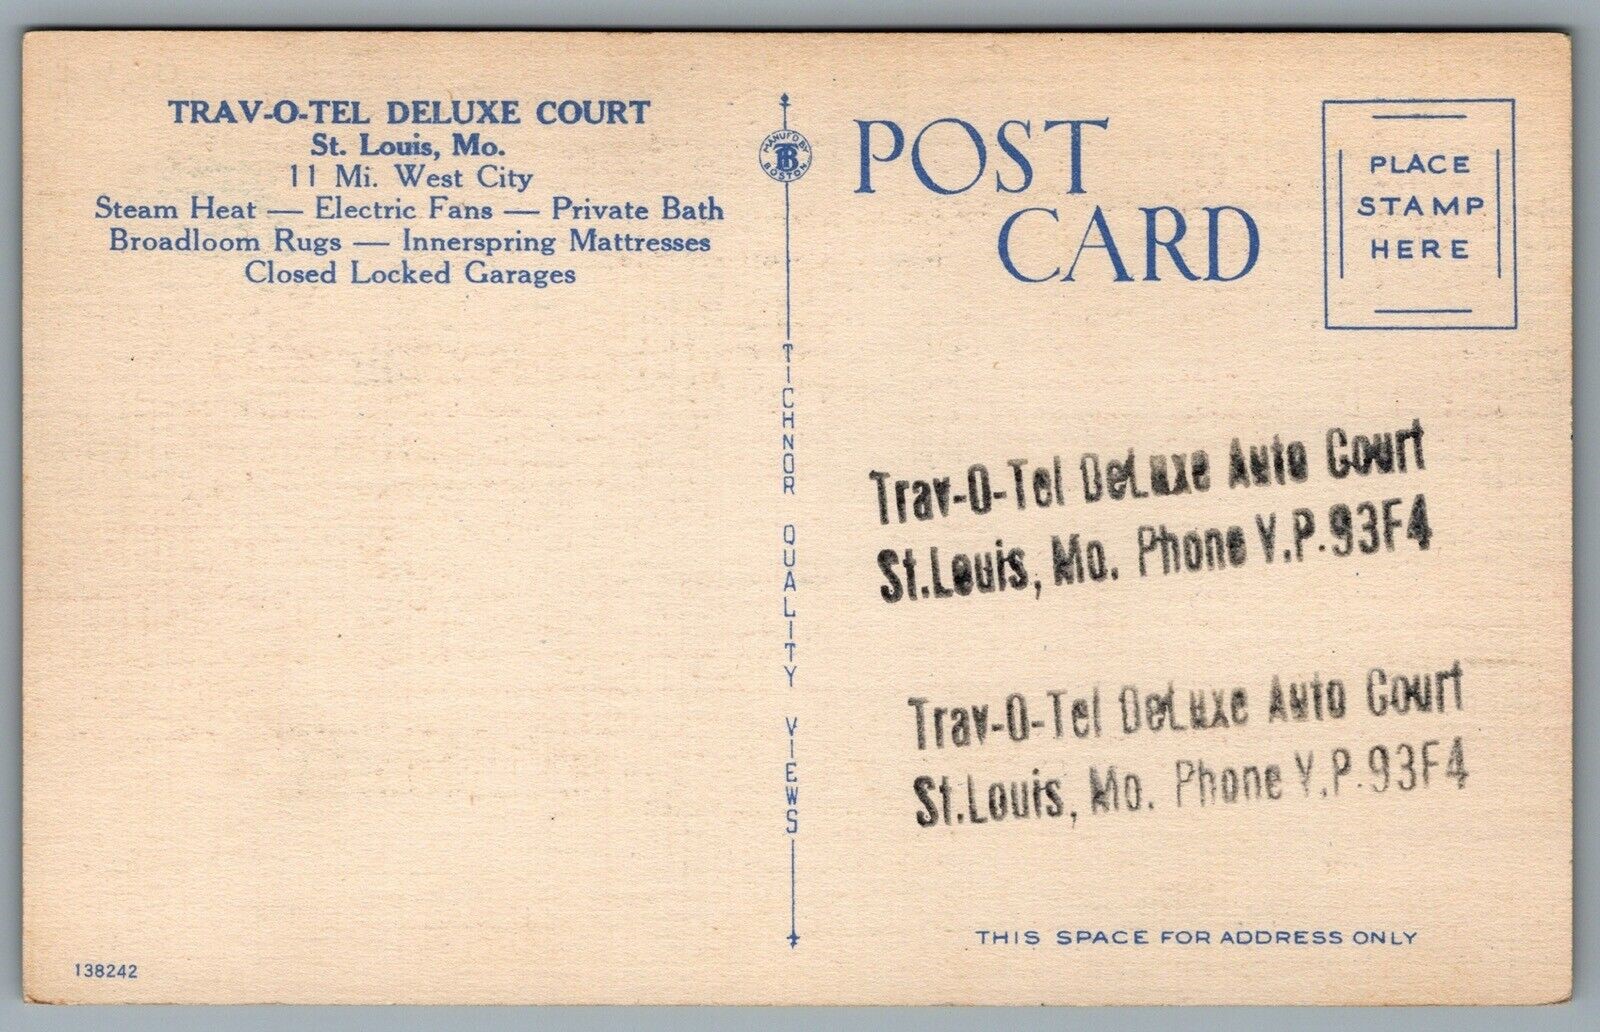 TRAV-O-TEL DELUXE COURT
St. Louis, Mo.
11 Mi. West City
Steam Heat — Electric Fans — Private Bath
Broadloom Rugs — Innerspring Mattresses
Closed Locked Garages
138242
MANUF'D BY
TB
BOSTON
TICHNOR QUALITY VIEWS
POST
CARD
PLACE
STAMP
HERE
Trav-O-Tel DeLuxe Auto Court
St.Louis, Mo. Phone V.P.93F4
Trav-O-Tel DeLuxe Auto Court
St.Louis, Mo. Phone V.P.93F4
THIS SPACE FOR ADDRESS ONLY